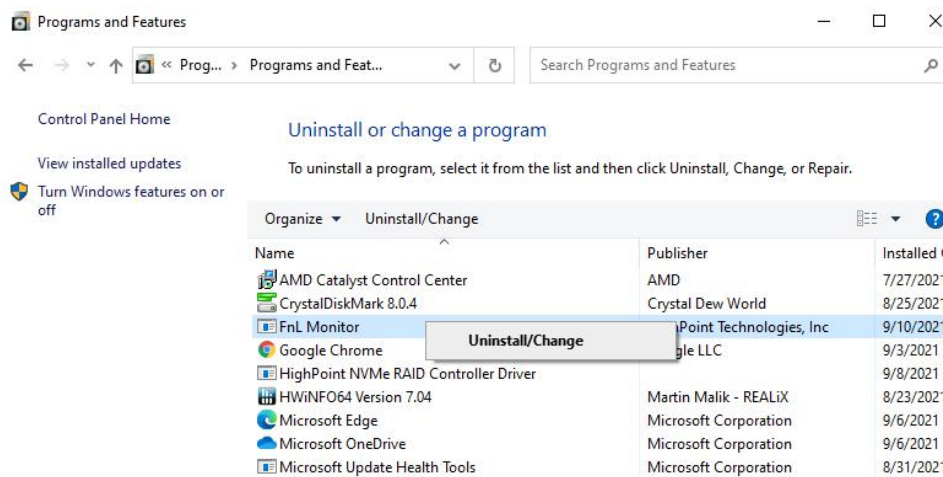 Programs and Features
« Prog... › Programs and Feat...
Search Programs and Features
Control Panel Home
View installed updates
Turn Windows features on or
off
Uninstall or change a program
To uninstall a program, select it from the list and then click Uninstall, Change, or Repair.
Organize Uninstall/Change
Name Publisher Installed
AMD Catalyst Control Center AMD 7/27/2021
CrystalDiskMark 8.0.4 Crystal Dew World 8/25/2021
FnL Monitor Point Technologies, Inc 9/10/2021
Uninstall/Change
Google Chrome gle LLC 9/3/2021
HighPoint NVMe RAID Controller Driver 9/8/2021
HWiNFO64 Version 7.04 Martin Malik - REALiX 8/23/2021
Microsoft Edge Microsoft Corporation 9/6/2021
Microsoft OneDrive Microsoft Corporation 9/6/2021
Microsoft Update Health Tools Microsoft Corporation 8/31/2021